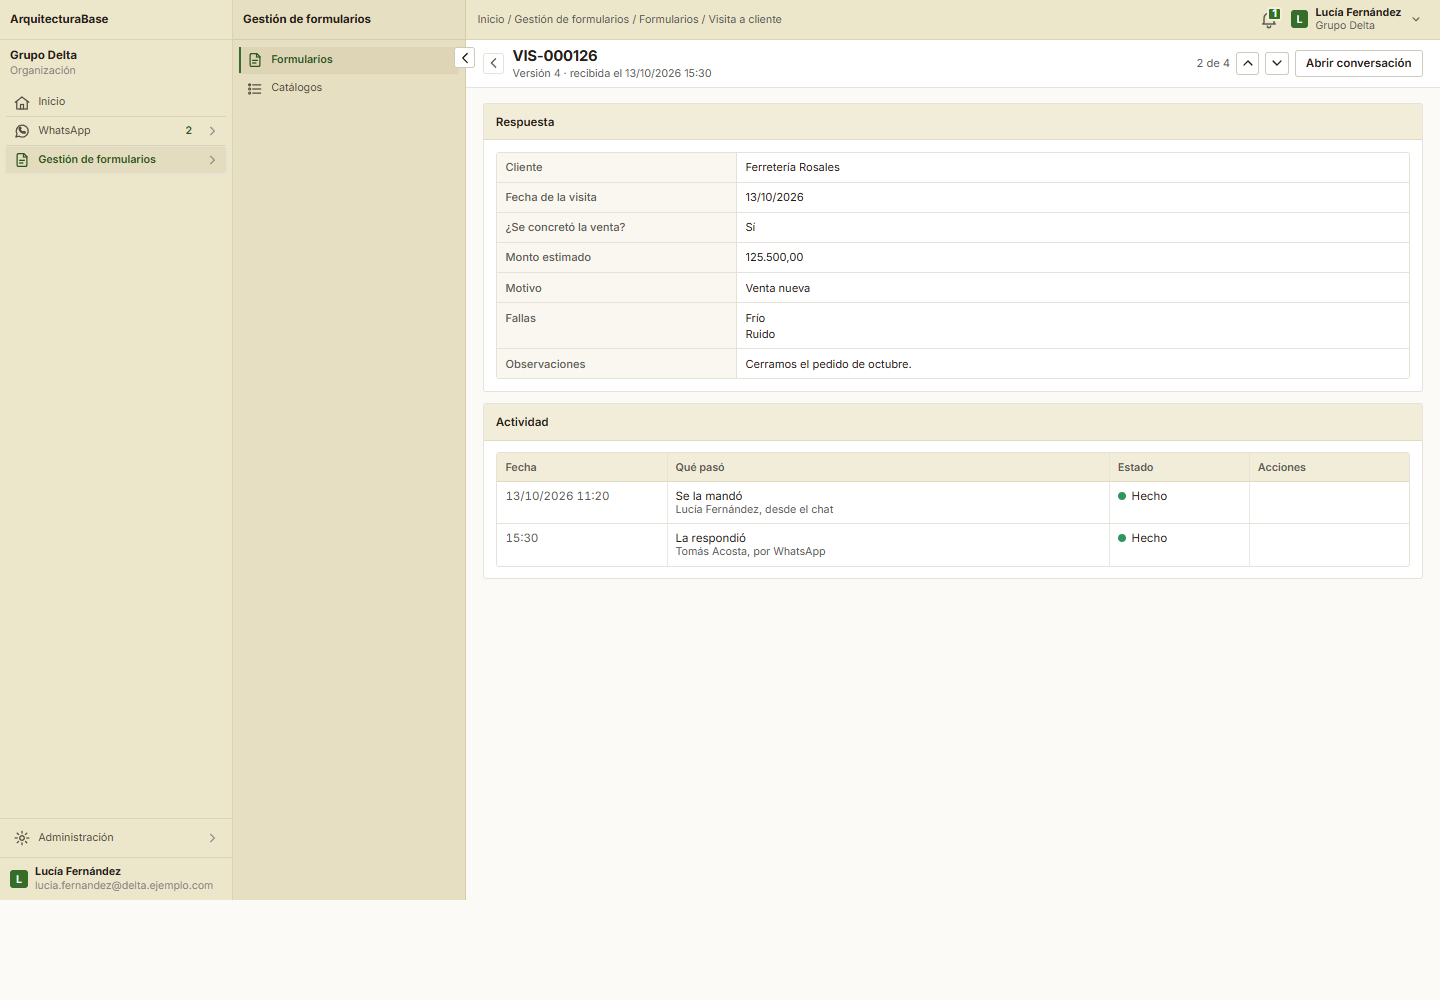 ArquitecturaBase
Grupo Delta
Organización
Inicio
WhatsApp 2
Gestión de formularios
Administración
L
Lucía Fernández
lucia.fernandez@delta.ejemplo.com
Gestión de formularios
Formularios
Catálogos
Inicio / Gestión de formularios / Formularios / Visita a cliente
1
L
Lucía Fernández
Grupo Delta
VIS-000126
Versión 4 · recibida el 13/10/2026 15:30
2 de 4
Abrir conversación
Respuesta
Cliente Ferretería Rosales
Fecha de la visita 13/10/2026
¿Se concretó la venta? Sí
Monto estimado 125.500,00
Motivo Venta nueva
Fallas Frío
Ruido
Observaciones Cerramos el pedido de octubre.
Actividad
Fecha Qué pasó Estado Acciones
13/10/2026 11:20 Se la mandó Hecho
Lucía Fernández, desde el chat
15:30 La respondió Hecho
Tomás Acosta, por WhatsApp